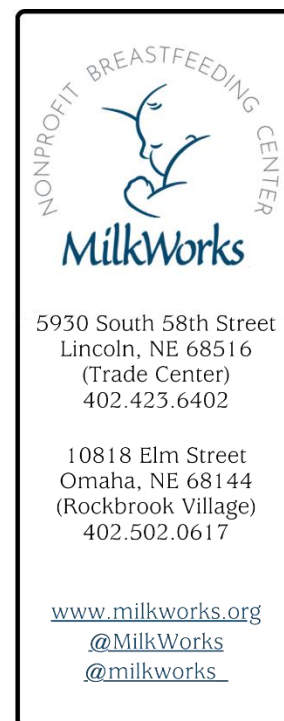 NONPROFIT BREASTFEEDING CENTER
MilkWorks
5930 South 58th Street
Lincoln, NE 68516
(Trade Center)
402.423.6402
10818 Elm Street
Omaha, NE 68144
(Rockbrook Village)
402.502.0617
www.milkworks.org
@MilkWorks
@milkworks_